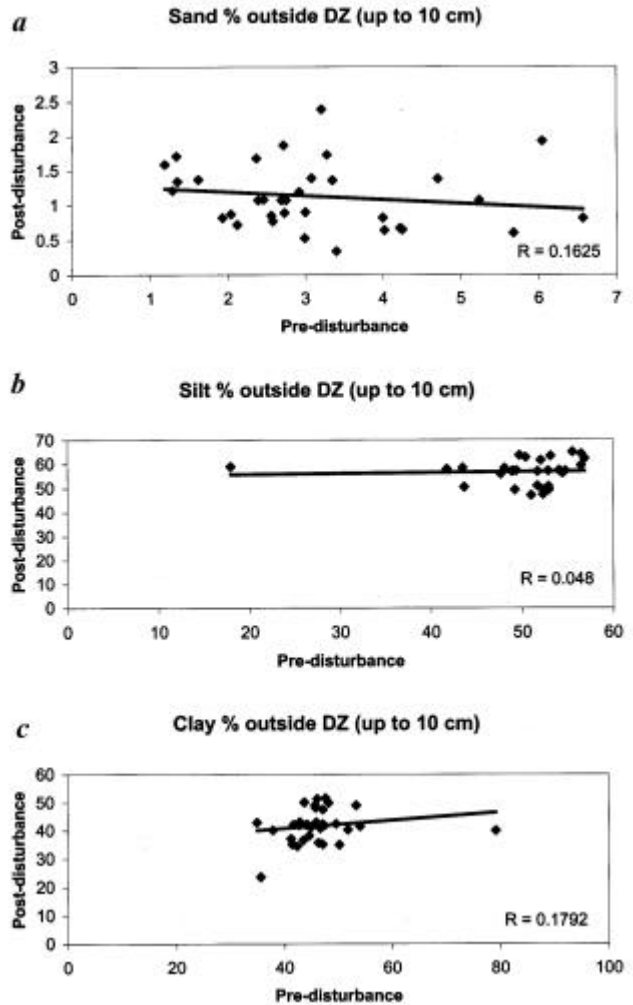 a
Sand % outside DZ (up to 10 cm)
3
2.5
2
1.5
1
0.5
0
Post-disturbance
R = 0.1625
0 1 2 3 4 5 6 7
Pre-disturbance
b
Silt % outside DZ (up to 10 cm)
70
60
50
40
30
20
10
0
Post-disturbance
R = 0.048
0 10 20 30 40 50 60
Pre-disturbance
c
Clay % outside DZ (up to 10 cm)
60
50
40
30
20
10
0
Post-disturbance
R = 0.1792
0 20 40 60 80 100
Pre-disturbance